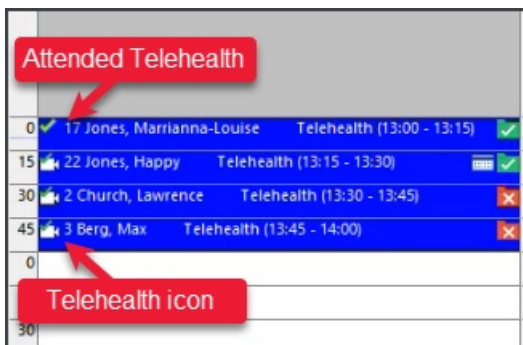 Attended Telehealth
0 17 Jones, Marrianna-Louise Telehealth (13:00 - 13:15)
15 22 Jones, Happy Telehealth (13:15 - 13:30)
30 2 Church, Lawrence Telehealth (13:30 - 13:45)
45 3 Berg, Max Telehealth (13:45 - 14:00)
0
Telehealth icon
30